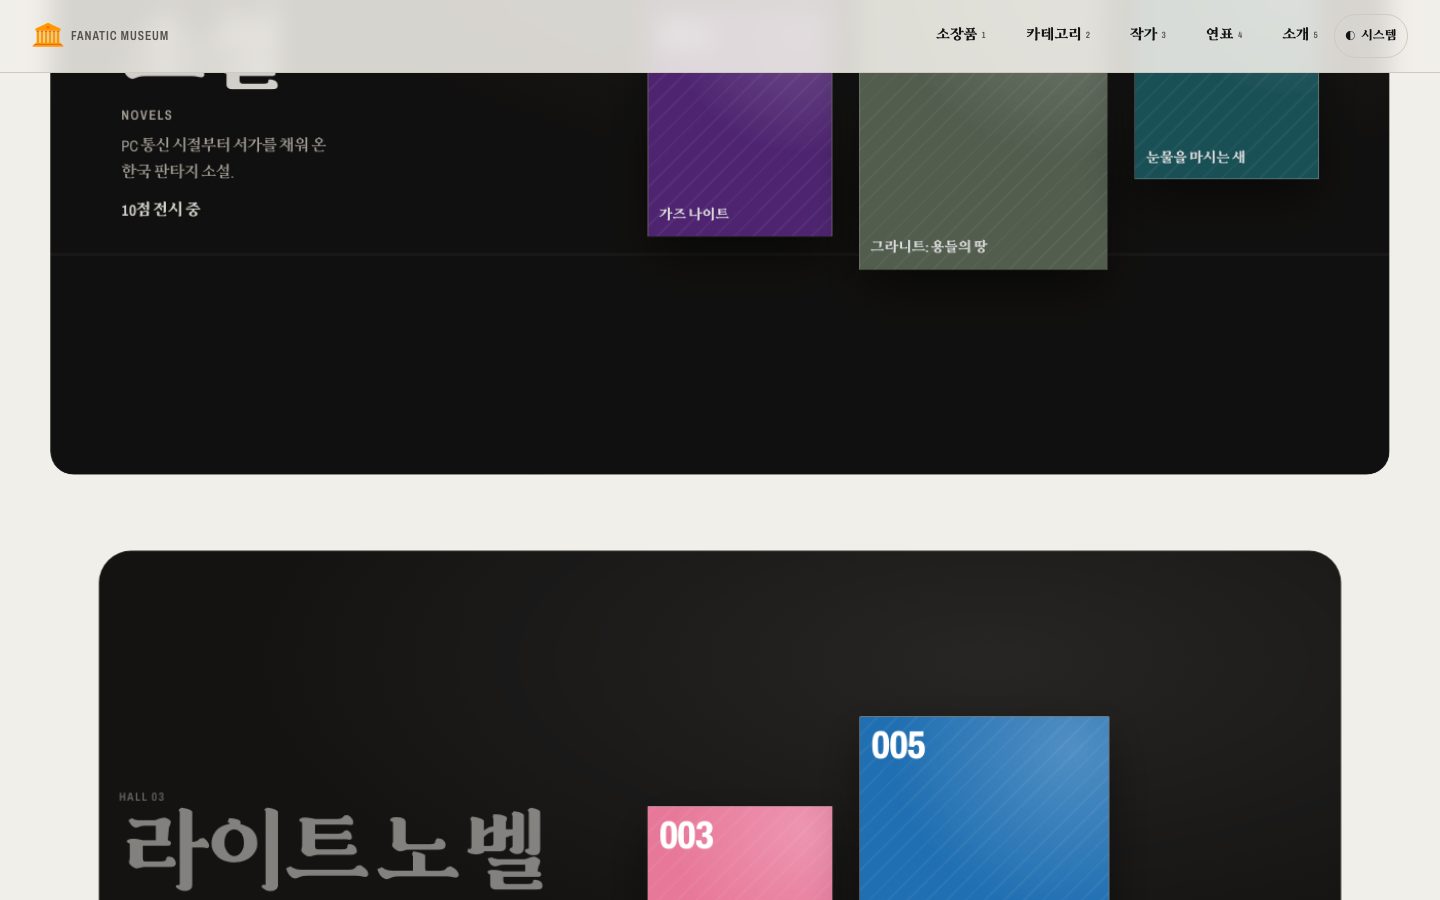 FANATIC MUSEUM
소장품 1
카테고리 2
작가 3
연표 4
소개 5
시스템
NOVELS
PC 통신 시절부터 서가를 채워 온
한국 판타지 소설.
10점 전시 중
가즈 나이트
그라니트: 용들의 땅
눈물을 마시는 새
HALL 03
라이트 노벨
003
005